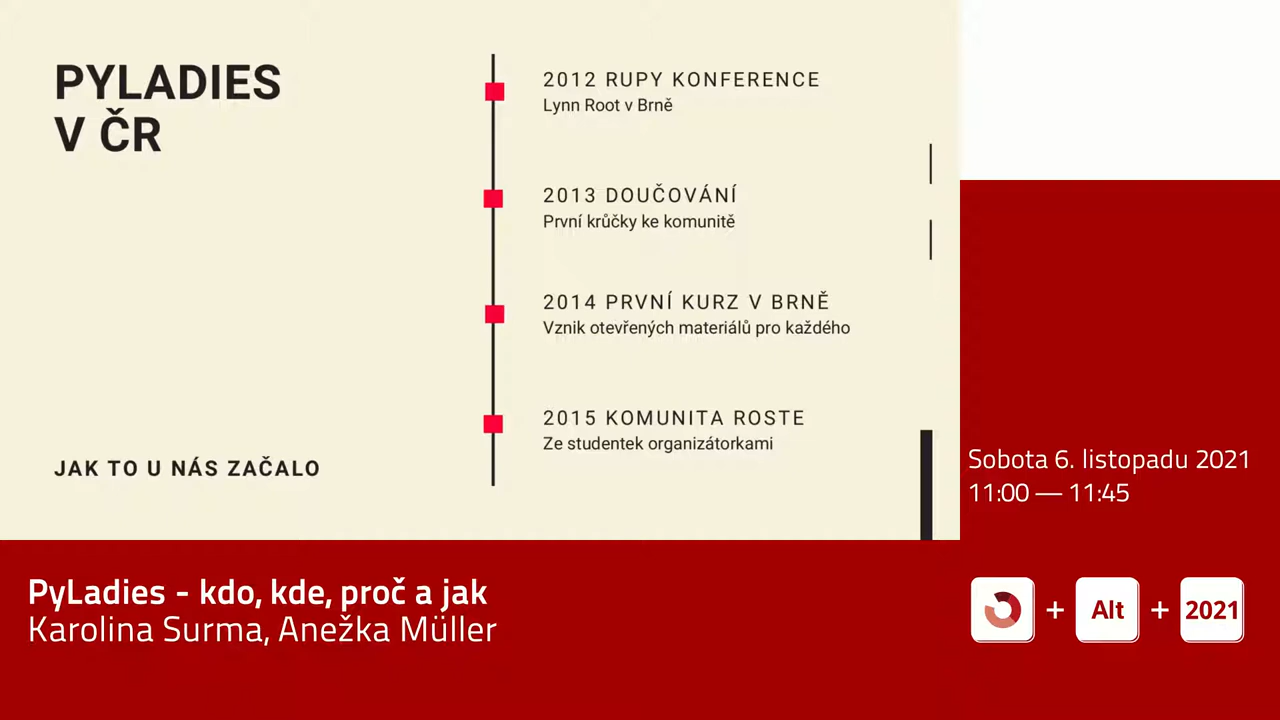 PYLADIES
V ČR
JAK TO U NÁS ZAČALO
2012 RUPY KONFERENCE
Lynn Root v Brně
2013 DOUČOVÁNÍ
První krůčky ke komunitě
2014 PRVNÍ KURZ V BRNĚ
Vznik otevřených materiálů pro každého
2015 KOMUNITA ROSTE
Ze studentek organizátorkami
Sobota 6. listopadu 2021
11:00 — 11:45
PyLadies - kdo, kde, proč a jak
Karolina Surma, Anežka Müller
+ Alt + 2021